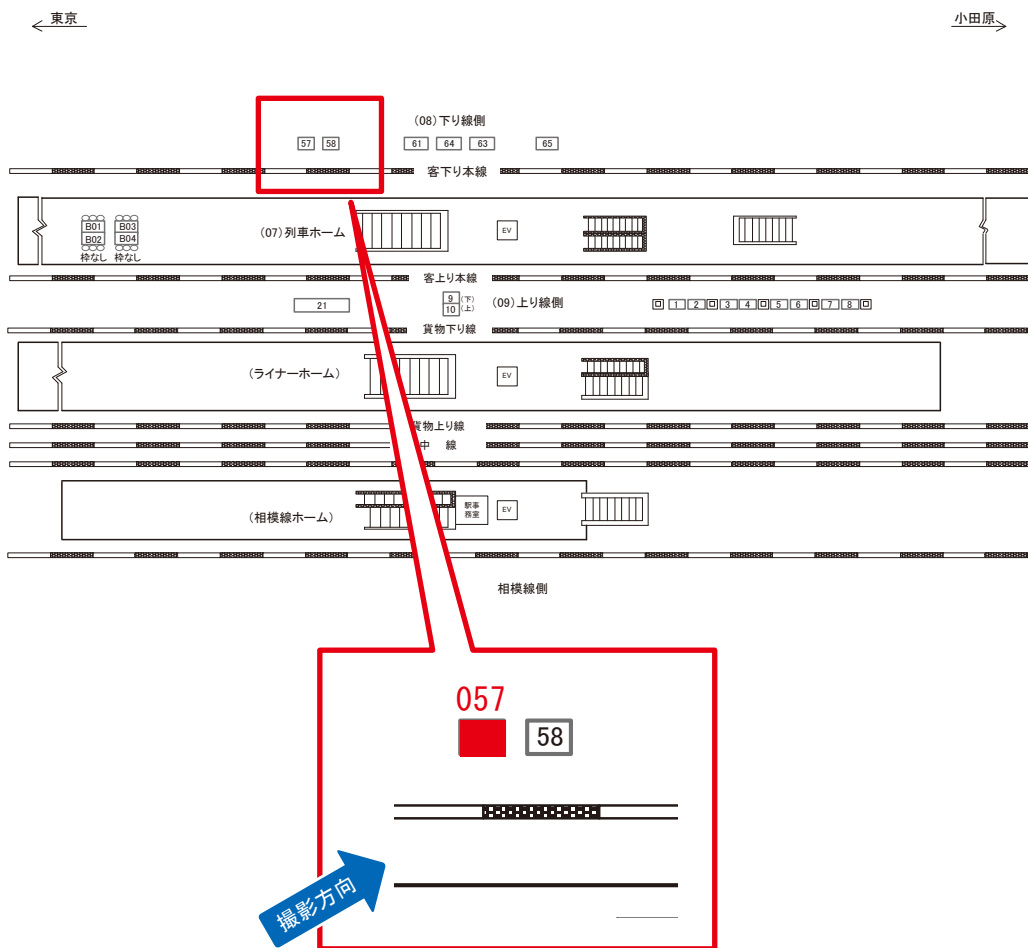 東京
小田原
(08)下り線側
57 58 61 64 63 65
客下り本線
B01 B03
B02 B04
枠なし 枠なし
(07)列車ホーム
EV
客上り本線
21
9 (下)
10 (上)
(09)上り線側
1 2 3 4 5 6 7 8
貨物下り線
(ライナーホーム)
EV
貨物上り線
中 線
(相模線ホーム)
駅事
務室
EV
相模線側
057
58
撮影方向